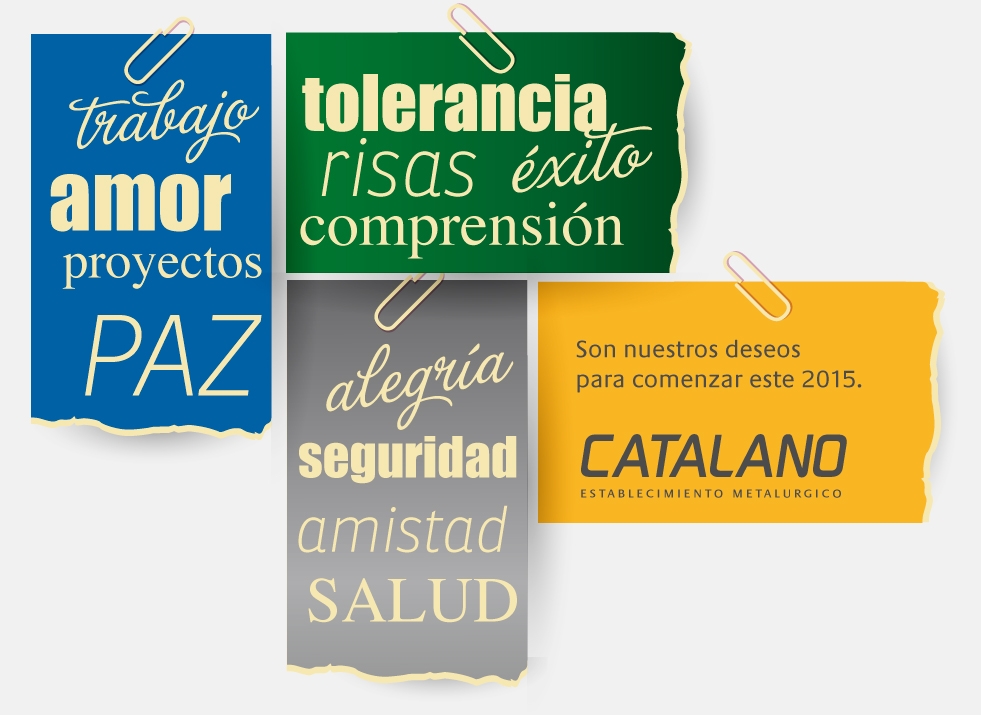 trabajo
amor
proyectos
PAZ
tolerancia
risas éxito
comprensión
alegría
seguridad
amistad
SALUD
Son nuestros deseos
para comenzar este 2015.
CATALANO
ESTABLECIMIENTO METALURGICO